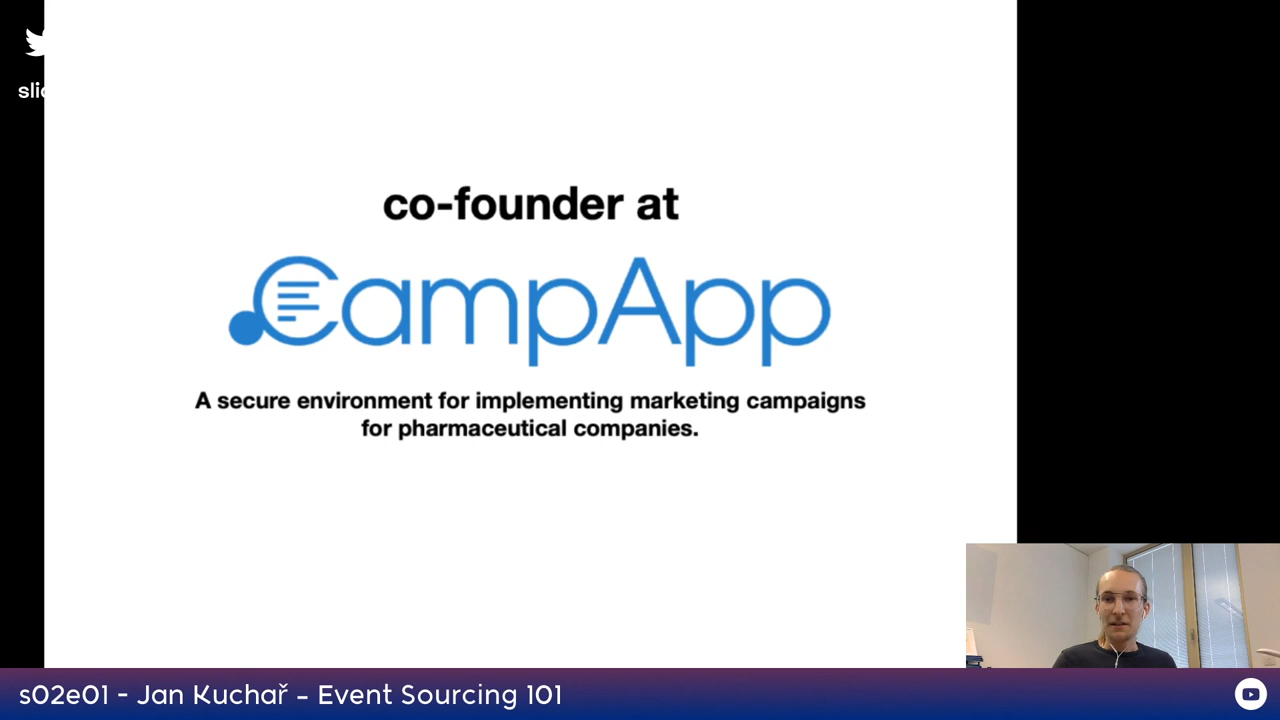 co-founder at
CampApp
A secure environment for implementing marketing campaigns
for pharmaceutical companies.
s02e01 - Jan Kuchař - Event Sourcing 101